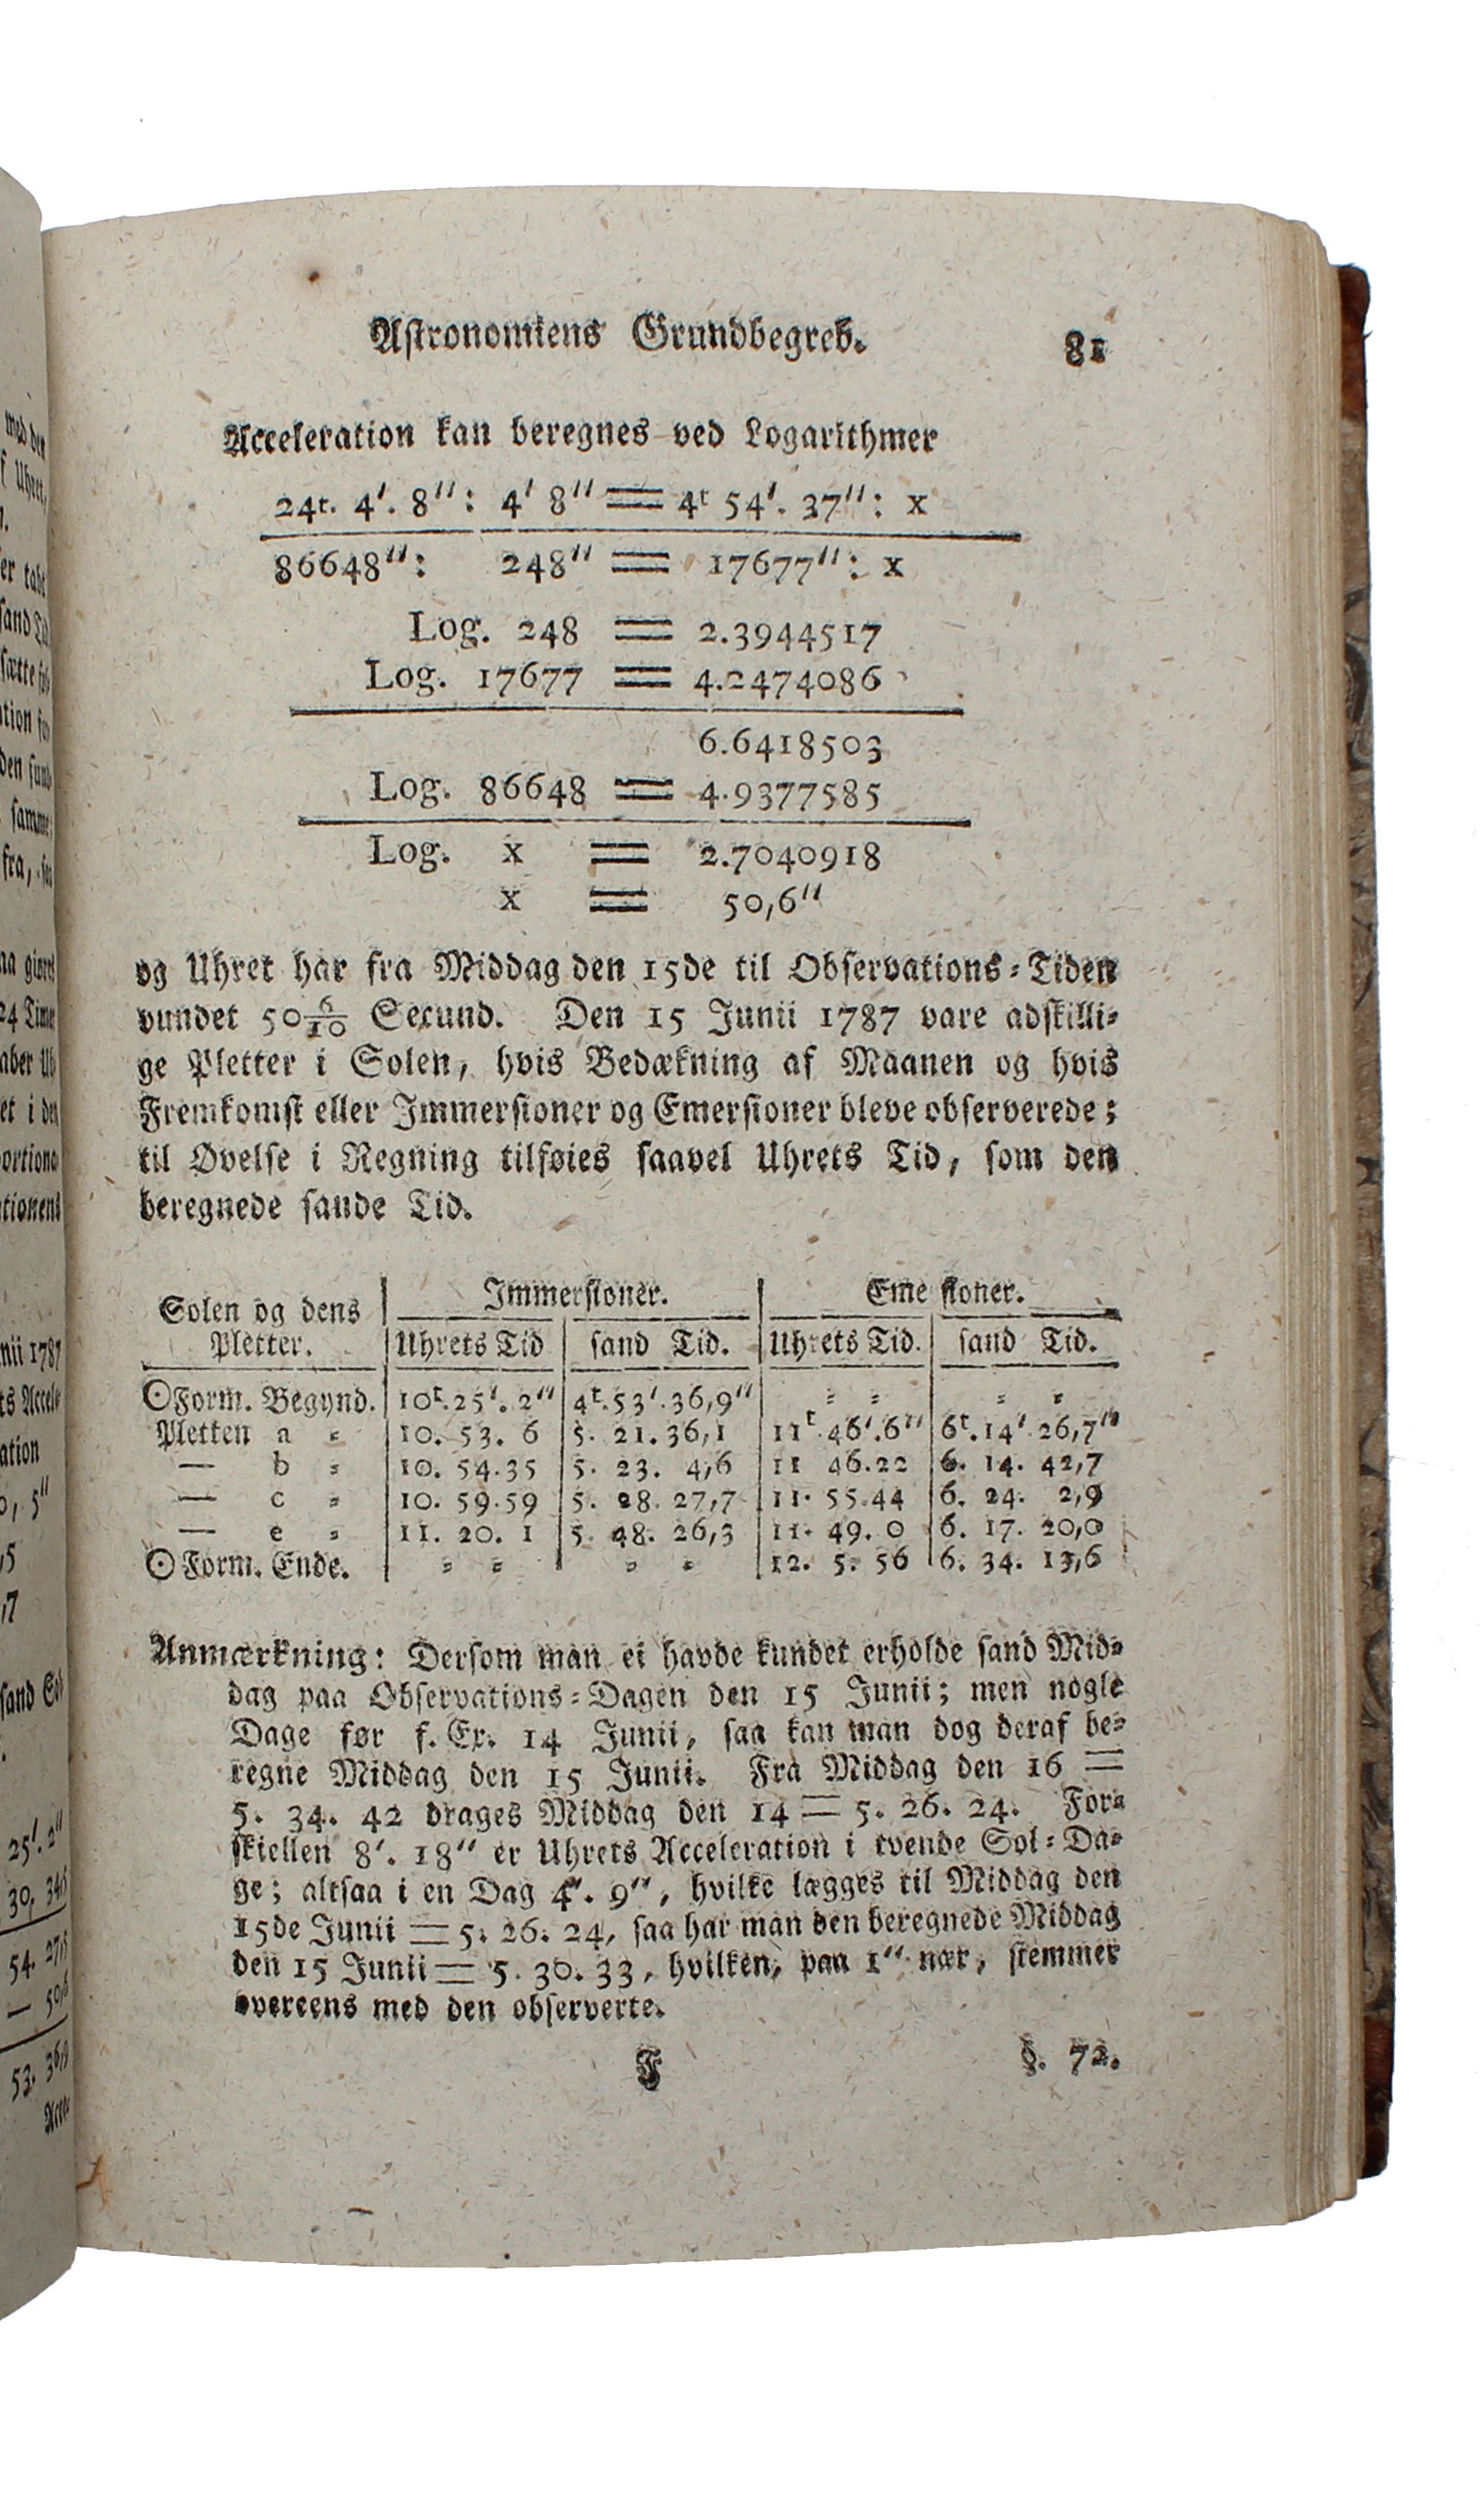 Astronomiens Grundbegreb. 81
Acceleration kan beregnes ved Logarithmer
24t. 4′. 8″: 4′ 8″ = 4t 54′. 37″: x
86648″: 248″ = 17677″: x
Log. 248 = 2.3944517
Log. 17677 = 4.2474086
6.6418503
Log. 86648 = 4.9377585
Log. x = 2.7040918
x = 50,6″
og Uhret har fra Middag den 15de til Observations-Tiden
vundet 50 6/10 Secund. Den 15 Junii 1787 vare adskilli-
ge Pletter i Solen, hvis Bedækning af Maanen og hvis
Fremkomst eller Immersioner og Emersioner bleve observerede;
til Øvelse i Regning tilføies saavel Uhrets Tid, som den
beregnede sande Tid.
Solen og dens Pletter. | Immersioner. | Eme sioner.
Uhrets Tid | sand Tid. | Uhrets Tid. | sand Tid.
☉Form. Begynd. | 10t.25′.2″ | 4t.53′.36,9″ | - - | - -
Pletten a - | 10. 53. 6 | 5. 21. 36,1 | 11t.46′.6″ | 6t.14′.26,7″
— b - | 10. 54.35 | 5. 23. 4,6 | 11 46.22 | 6. 14. 42,7
— c - | 10. 59.59 | 5. 28. 27,7 | 11. 55.44 | 6. 24. 2,9
— e - | 11. 20. 1 | 5. 48. 26,3 | 11. 49. 0 | 6. 17. 20,0
☉Form. Ende. | - - | - - | 12. 5. 56 | 6. 34. 13,6
Anmærkning: Dersom man ei havde kundet erholde sand Mid-
dag paa Observations-Dagen den 15 Junii; men nogle
Dage før f. Ex. 14 Junii, saa kan man dog deraf be-
regne Middag den 15 Junii. Fra Middag den 16 =
5. 34. 42 drages Middag den 14 = 5. 26. 24. For-
skiellen 8′. 18″ er Uhrets Acceleration i tvende Sol-Da-
ge; altsaa i en Dag 4″. 9″, hvilke lægges til Middag den
15de Junii = 5. 26. 24, saa har man den beregnede Middag
den 15 Junii = 5. 30. 33, hvilken, paa 1″ nær, stemmer
overeens med den observerte.
F §. 72.